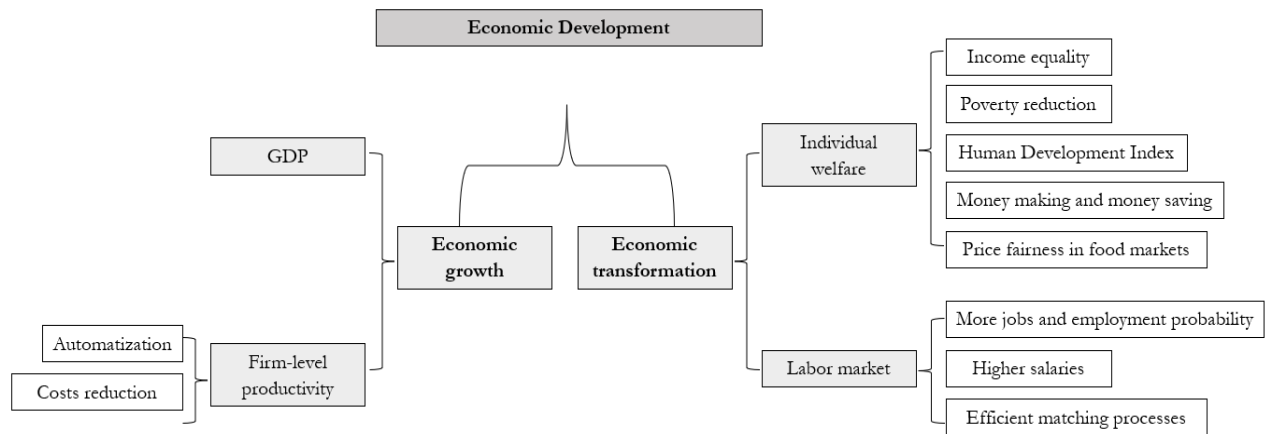 Economic Development
GDP
Economic
growth
Firm-level
productivity
Automatization
Costs reduction
Economic
transformation
Individual
welfare
Income equality
Poverty reduction
Human Development Index
Money making and money saving
Price fairness in food markets
Labor market
More jobs and employment probability
Higher salaries
Efficient matching processes